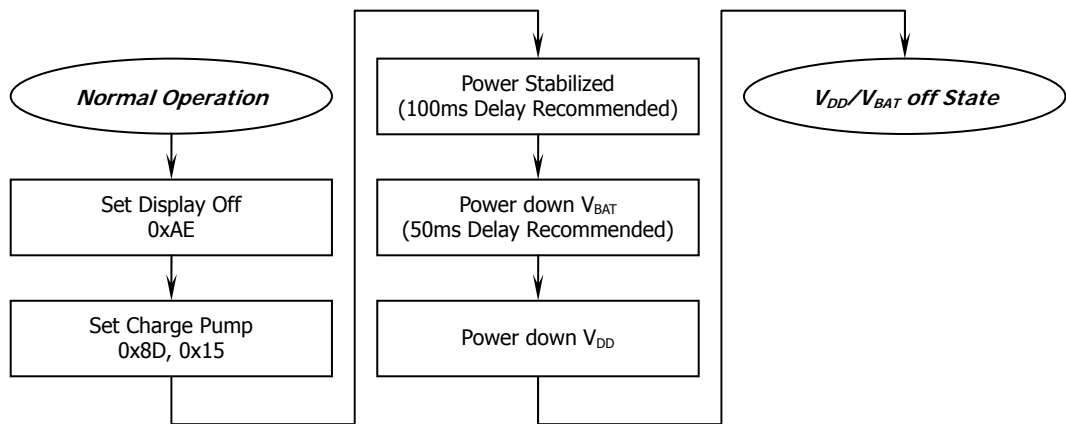 Normal Operation
Set Display Off
0xAE
Set Charge Pump
0x8D, 0x15
Power Stabilized
(100ms Delay Recommended)
Power down VBAT
(50ms Delay Recommended)
Power down VDD
VDD/VBAT off State